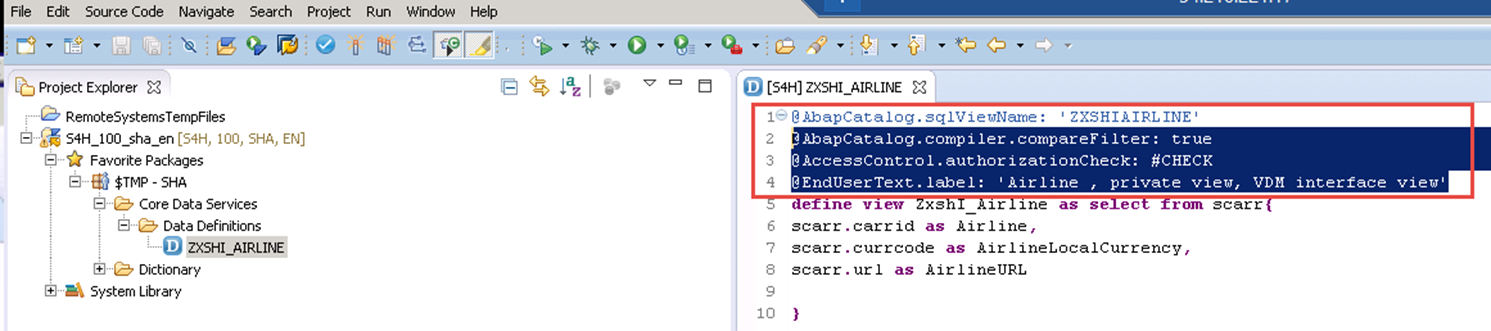 File Edit Source Code Navigate Search Project Run Window Help
Project Explorer
RemoteSystemsTempFiles
S4H_100_sha_en [S4H, 100, SHA, EN]
Favorite Packages
$TMP - SHA
Core Data Services
Data Definitions
ZXSHI_AIRLINE
Dictionary
System Library
[S4H] ZXSHI_AIRLINE
1 @AbapCatalog.sqlViewName: 'ZXSHIAIRLINE'
2 @AbapCatalog.compiler.compareFilter: true
3 @AccessControl.authorizationCheck: #CHECK
4 @EndUserText.label: 'Airline , private view, VDM interface view'
5 define view ZxshI_Airline as select from scarr{
6 scarr.carrid as Airline,
7 scarr.currcode as AirlineLocalCurrency,
8 scarr.url as AirlineURL
9
10 }